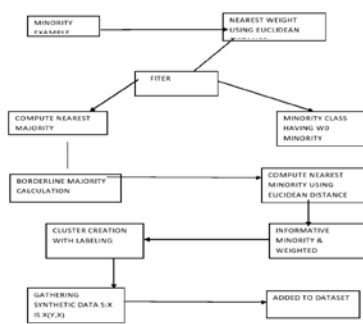 MINORITY
EXAMPLE
NEAREST WEIGHT
USING EUCLIDEAN
FITER
COMPUTE NEAREST
MAJORITY
MINORITY CLASS
HAVING W0
MINORITY
BORDERLINE MAJORITY
CALCULATION
COMPUTE NEAREST
MINORITY USING
EUCIDEAN DISTANCE
CLUSTER CREATION
WITH LABELING
INFORMATIVE
MINORITY &
WEIGHTED
GATHERING
SYNTHETIC DATA S:X
IS X(Y,X)
ADDED TO DATASET